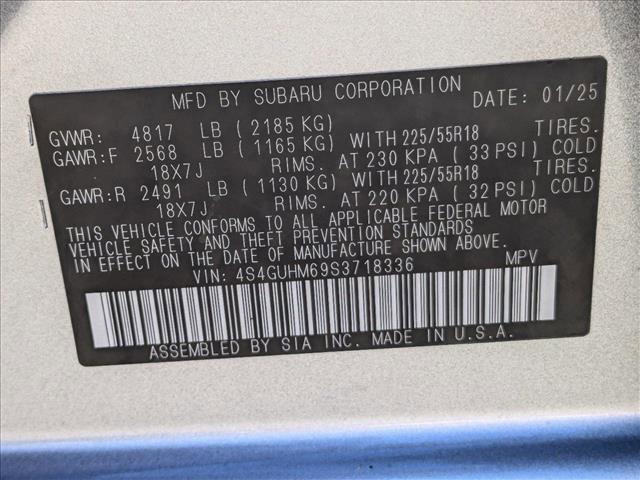 MFD BY SUBARU CORPORATION DATE: 01/25
GVWR: 4817 LB (2185 KG)
GAWR:F 2568 LB (1165 KG) WITH 225/55R18 TIRES.
18X7J RIMS. AT 230 KPA (33 PSI) COLD
GAWR:R 2491 LB (1130 KG) WITH 225/55R18 TIRES.
18X7J RIMS. AT 220 KPA (32 PSI) COLD
THIS VEHICLE CONFORMS TO ALL APPLICABLE FEDERAL MOTOR
VEHICLE SAFETY AND THEFT PREVENTION STANDARDS
IN EFFECT ON THE DATE OF MANUFACTURE SHOWN ABOVE.
VIN: 4S4GUHM69S3718336 MPV
ASSEMBLED BY SIA INC. MADE IN U.S.A.